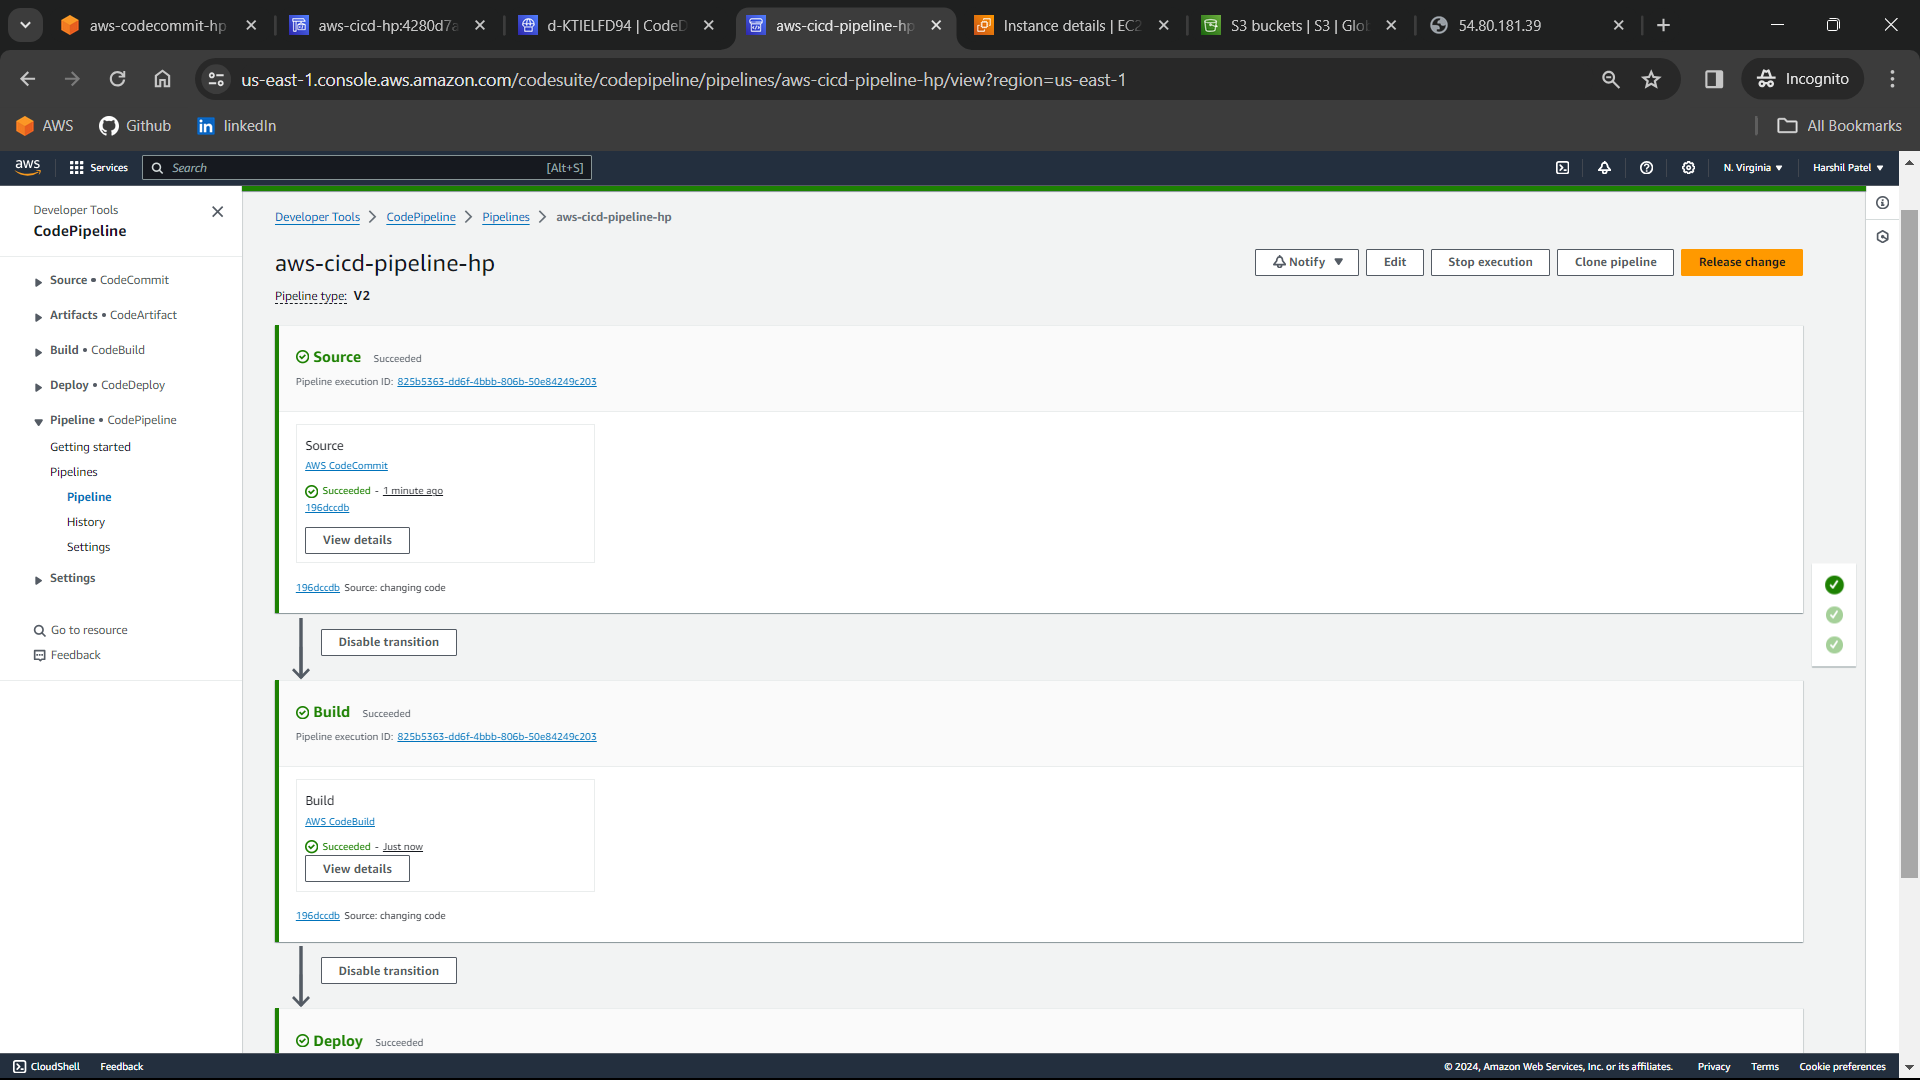 aws-codecommit-hp
aws-cicd-hp:4280d7a
d-KTIELFD94 | CodeD
aws-cicd-pipeline-hp
Instance details | EC2
S3 buckets | S3 | Glob
54.80.181.39
us-east-1.console.aws.amazon.com/codesuite/codepipeline/pipelines/aws-cicd-pipeline-hp/view?region=us-east-1
Incognito
AWS
Github
linkedIn
All Bookmarks
aws
Services
Search
[Alt+S]
N. Virginia
Harshil Patel
Developer Tools
CodePipeline
Source • CodeCommit
Artifacts • CodeArtifact
Build • CodeBuild
Deploy • CodeDeploy
Pipeline • CodePipeline
Getting started
Pipelines
Pipeline
History
Settings
Settings
Go to resource
Feedback
Developer Tools > CodePipeline > Pipelines > aws-cicd-pipeline-hp
aws-cicd-pipeline-hp
Notify
Edit
Stop execution
Clone pipeline
Release change
Pipeline type: V2
Source Succeeded
Pipeline execution ID: 825b5363-dd6f-4bbb-806b-50e84249c203
Source
AWS CodeCommit
Succeeded - 1 minute ago
196dccdb
View details
196dccdb Source: changing code
Disable transition
Build Succeeded
Pipeline execution ID: 825b5363-dd6f-4bbb-806b-50e84249c203
Build
AWS CodeBuild
Succeeded - Just now
View details
196dccdb Source: changing code
Disable transition
Deploy Succeeded
CloudShell
Feedback
© 2024, Amazon Web Services, Inc. or its affiliates.
Privacy
Terms
Cookie preferences